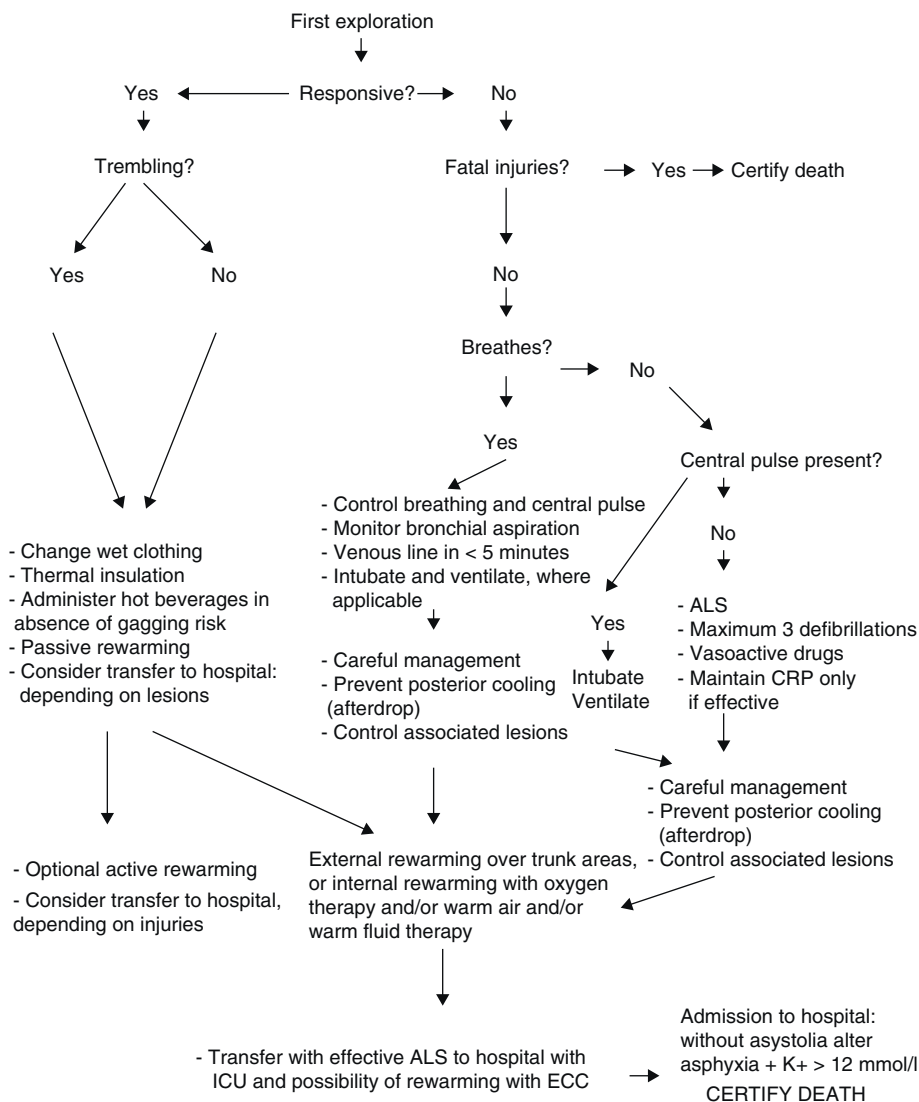 First exploration
Yes
Responsive?
No
Trembling?
Fatal injuries?
Yes
Certify death
Yes
No
No
Breathes?
No
Yes
Central pulse present?
- Control breathing and central pulse
- Monitor bronchial aspiration
- Venous line in < 5 minutes
- Intubate and ventilate, where
applicable
No
- Change wet clothing
- Thermal insulation
- Administer hot beverages in
absence of gagging risk
- Passive rewarming
- Consider transfer to hospital:
depending on lesions
Yes
Intubate
Ventilate
- ALS
- Maximum 3 defibrillations
- Vasoactive drugs
- Maintain CRP only
if effective
- Careful management
- Prevent posterior cooling
(afterdrop)
- Control associated lesions
- Careful management
- Prevent posterior cooling
(afterdrop)
- Control associated lesions
- Optional active rewarming
- Consider transfer to hospital,
depending on injuries
External rewarming over trunk areas,
or internal rewarming with oxygen
therapy and/or warm air and/or
warm fluid therapy
- Transfer with effective ALS to hospital with
ICU and possibility of rewarming with ECC
Admission to hospital:
without asystolia alter
asphyxia + K+ > 12 mmol/l
CERTIFY DEATH